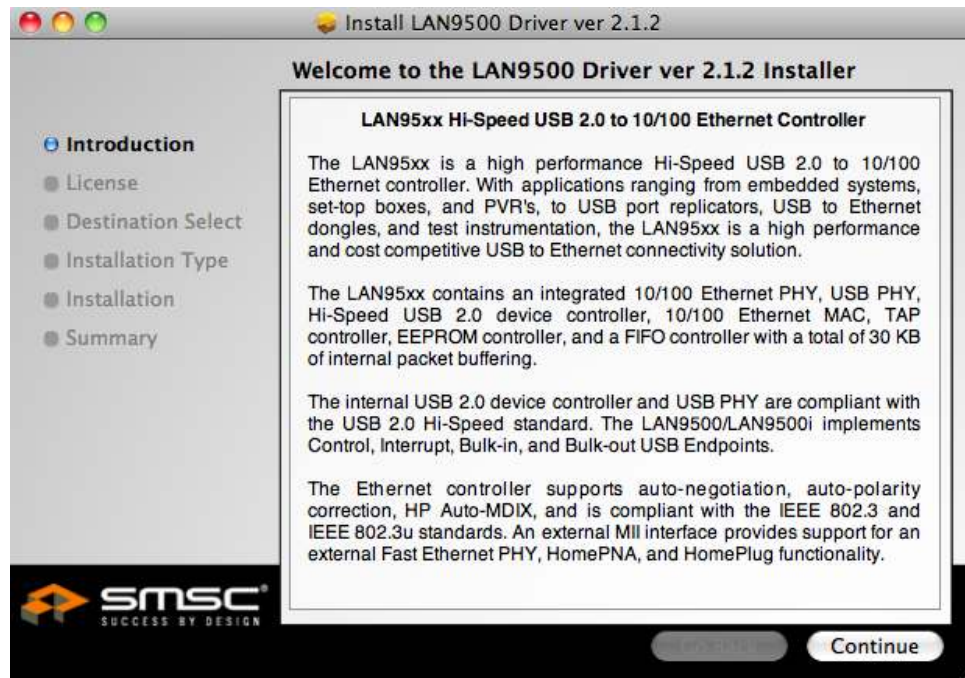 Install LAN9500 Driver ver 2.1.2
Welcome to the LAN9500 Driver ver 2.1.2 Installer
Introduction
License
Destination Select
Installation Type
Installation
Summary
LAN95xx Hi-Speed USB 2.0 to 10/100 Ethernet Controller
The LAN95xx is a high performance Hi-Speed USB 2.0 to 10/100
Ethernet controller. With applications ranging from embedded systems,
set-top boxes, and PVR's, to USB port replicators, USB to Ethernet
dongles, and test instrumentation, the LAN95xx is a high performance
and cost competitive USB to Ethernet connectivity solution.
The LAN95xx contains an integrated 10/100 Ethernet PHY, USB PHY,
Hi-Speed USB 2.0 device controller, 10/100 Ethernet MAC, TAP
controller, EEPROM controller, and a FIFO controller with a total of 30 KB
of internal packet buffering.
The internal USB 2.0 device controller and USB PHY are compliant with
the USB 2.0 Hi-Speed standard. The LAN9500/LAN9500i implements
Control, Interrupt, Bulk-in, and Bulk-out USB Endpoints.
The Ethernet controller supports auto-negotiation, auto-polarity
correction, HP Auto-MDIX, and is compliant with the IEEE 802.3 and
IEEE 802.3u standards. An external MII interface provides support for an
external Fast Ethernet PHY, HomePNA, and HomePlug functionality.
smsc®
SUCCESS BY DESIGN
Continue